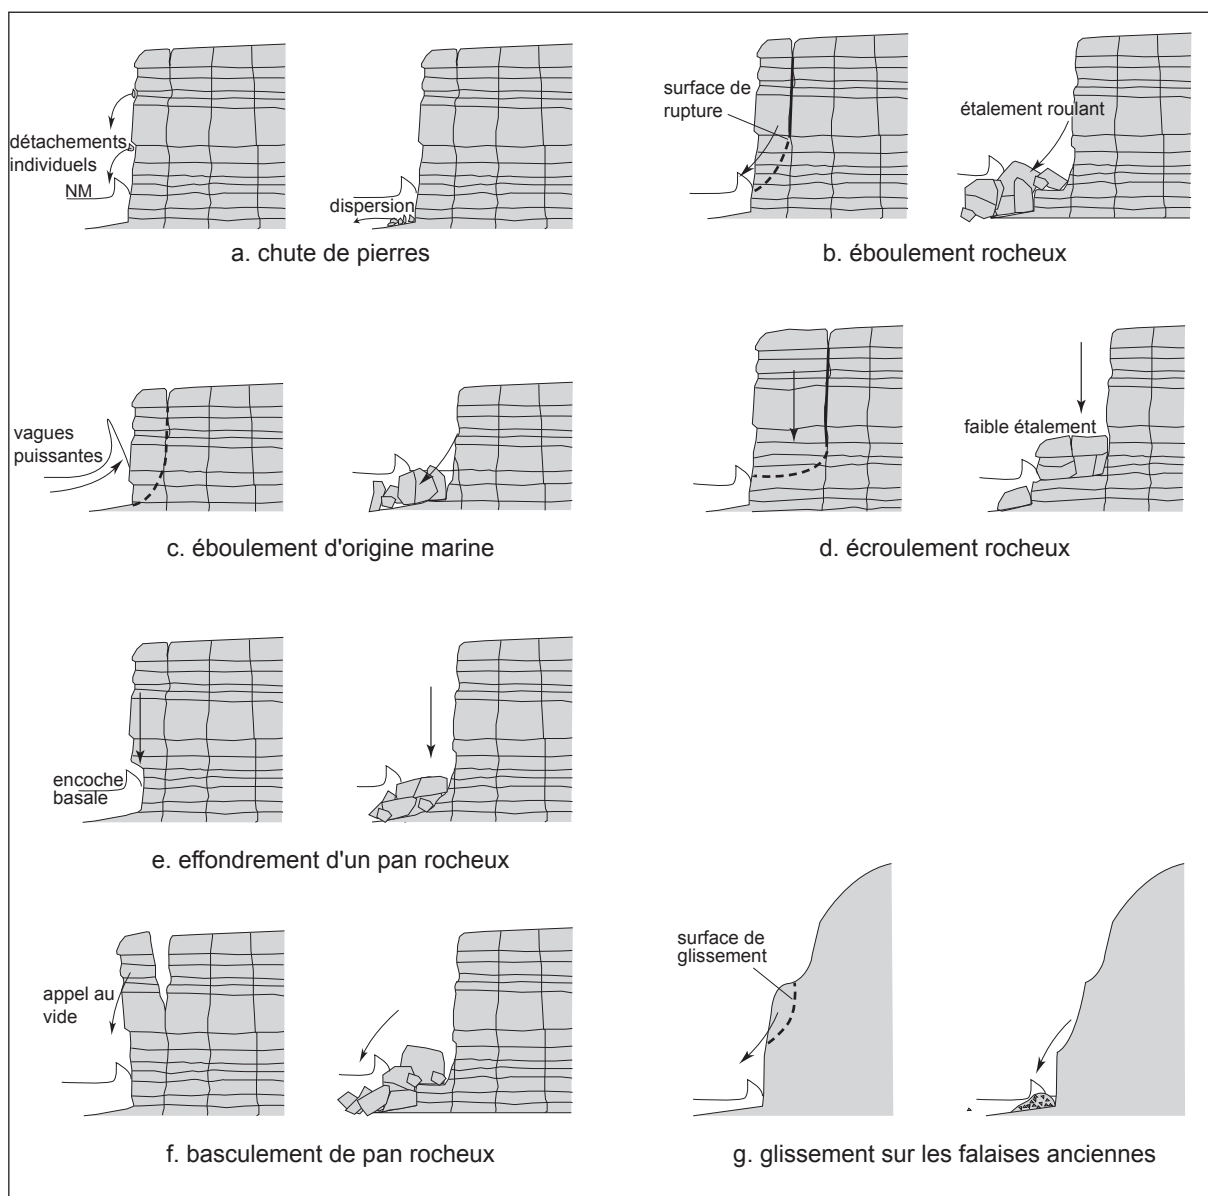 détachements
individuels
NM
dispersion
a. chute de pierres
surface de
rupture
étalement roulant
b. éboulement rocheux
vagues
puissantes
c. éboulement d'origine marine
faible étalement
d. écroulement rocheux
encoche
basale
e. effondrement d'un pan rocheux
appel au
vide
f. basculement de pan rocheux
surface de
glissement
g. glissement sur les falaises anciennes